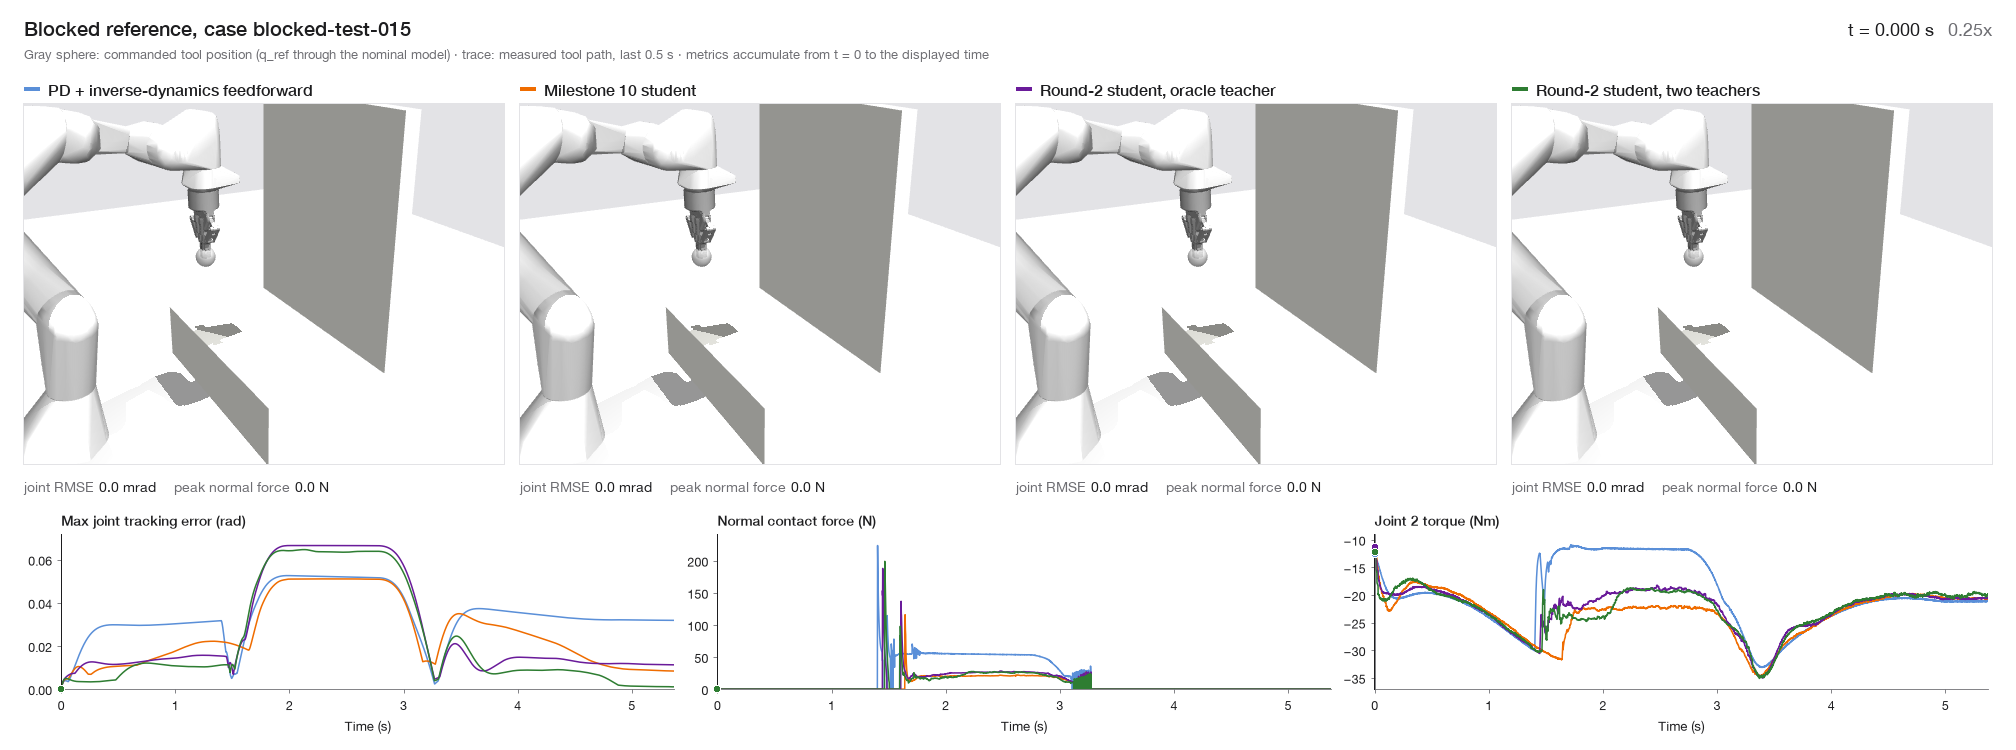 Blocked reference, case blocked-test-015
t = 0.000 s 0.25x
Gray sphere: commanded tool position (q_ref through the nominal model) · trace: measured tool path, last 0.5 s · metrics accumulate from t = 0 to the displayed time
PD + inverse-dynamics feedforward
Milestone 10 student
Round-2 student, oracle teacher
Round-2 student, two teachers
joint RMSE 0.0 mrad peak normal force 0.0 N
joint RMSE 0.0 mrad peak normal force 0.0 N
joint RMSE 0.0 mrad peak normal force 0.0 N
joint RMSE 0.0 mrad peak normal force 0.0 N
Max joint tracking error (rad)
0.06
0.04
0.02
0.00
0 1 2 3 4 5
Time (s)
Normal contact force (N)
200
150
100
50
0
0 1 2 3 4 5
Time (s)
Joint 2 torque (Nm)
−10
−15
−20
−25
−30
−35
0 1 2 3 4 5
Time (s)